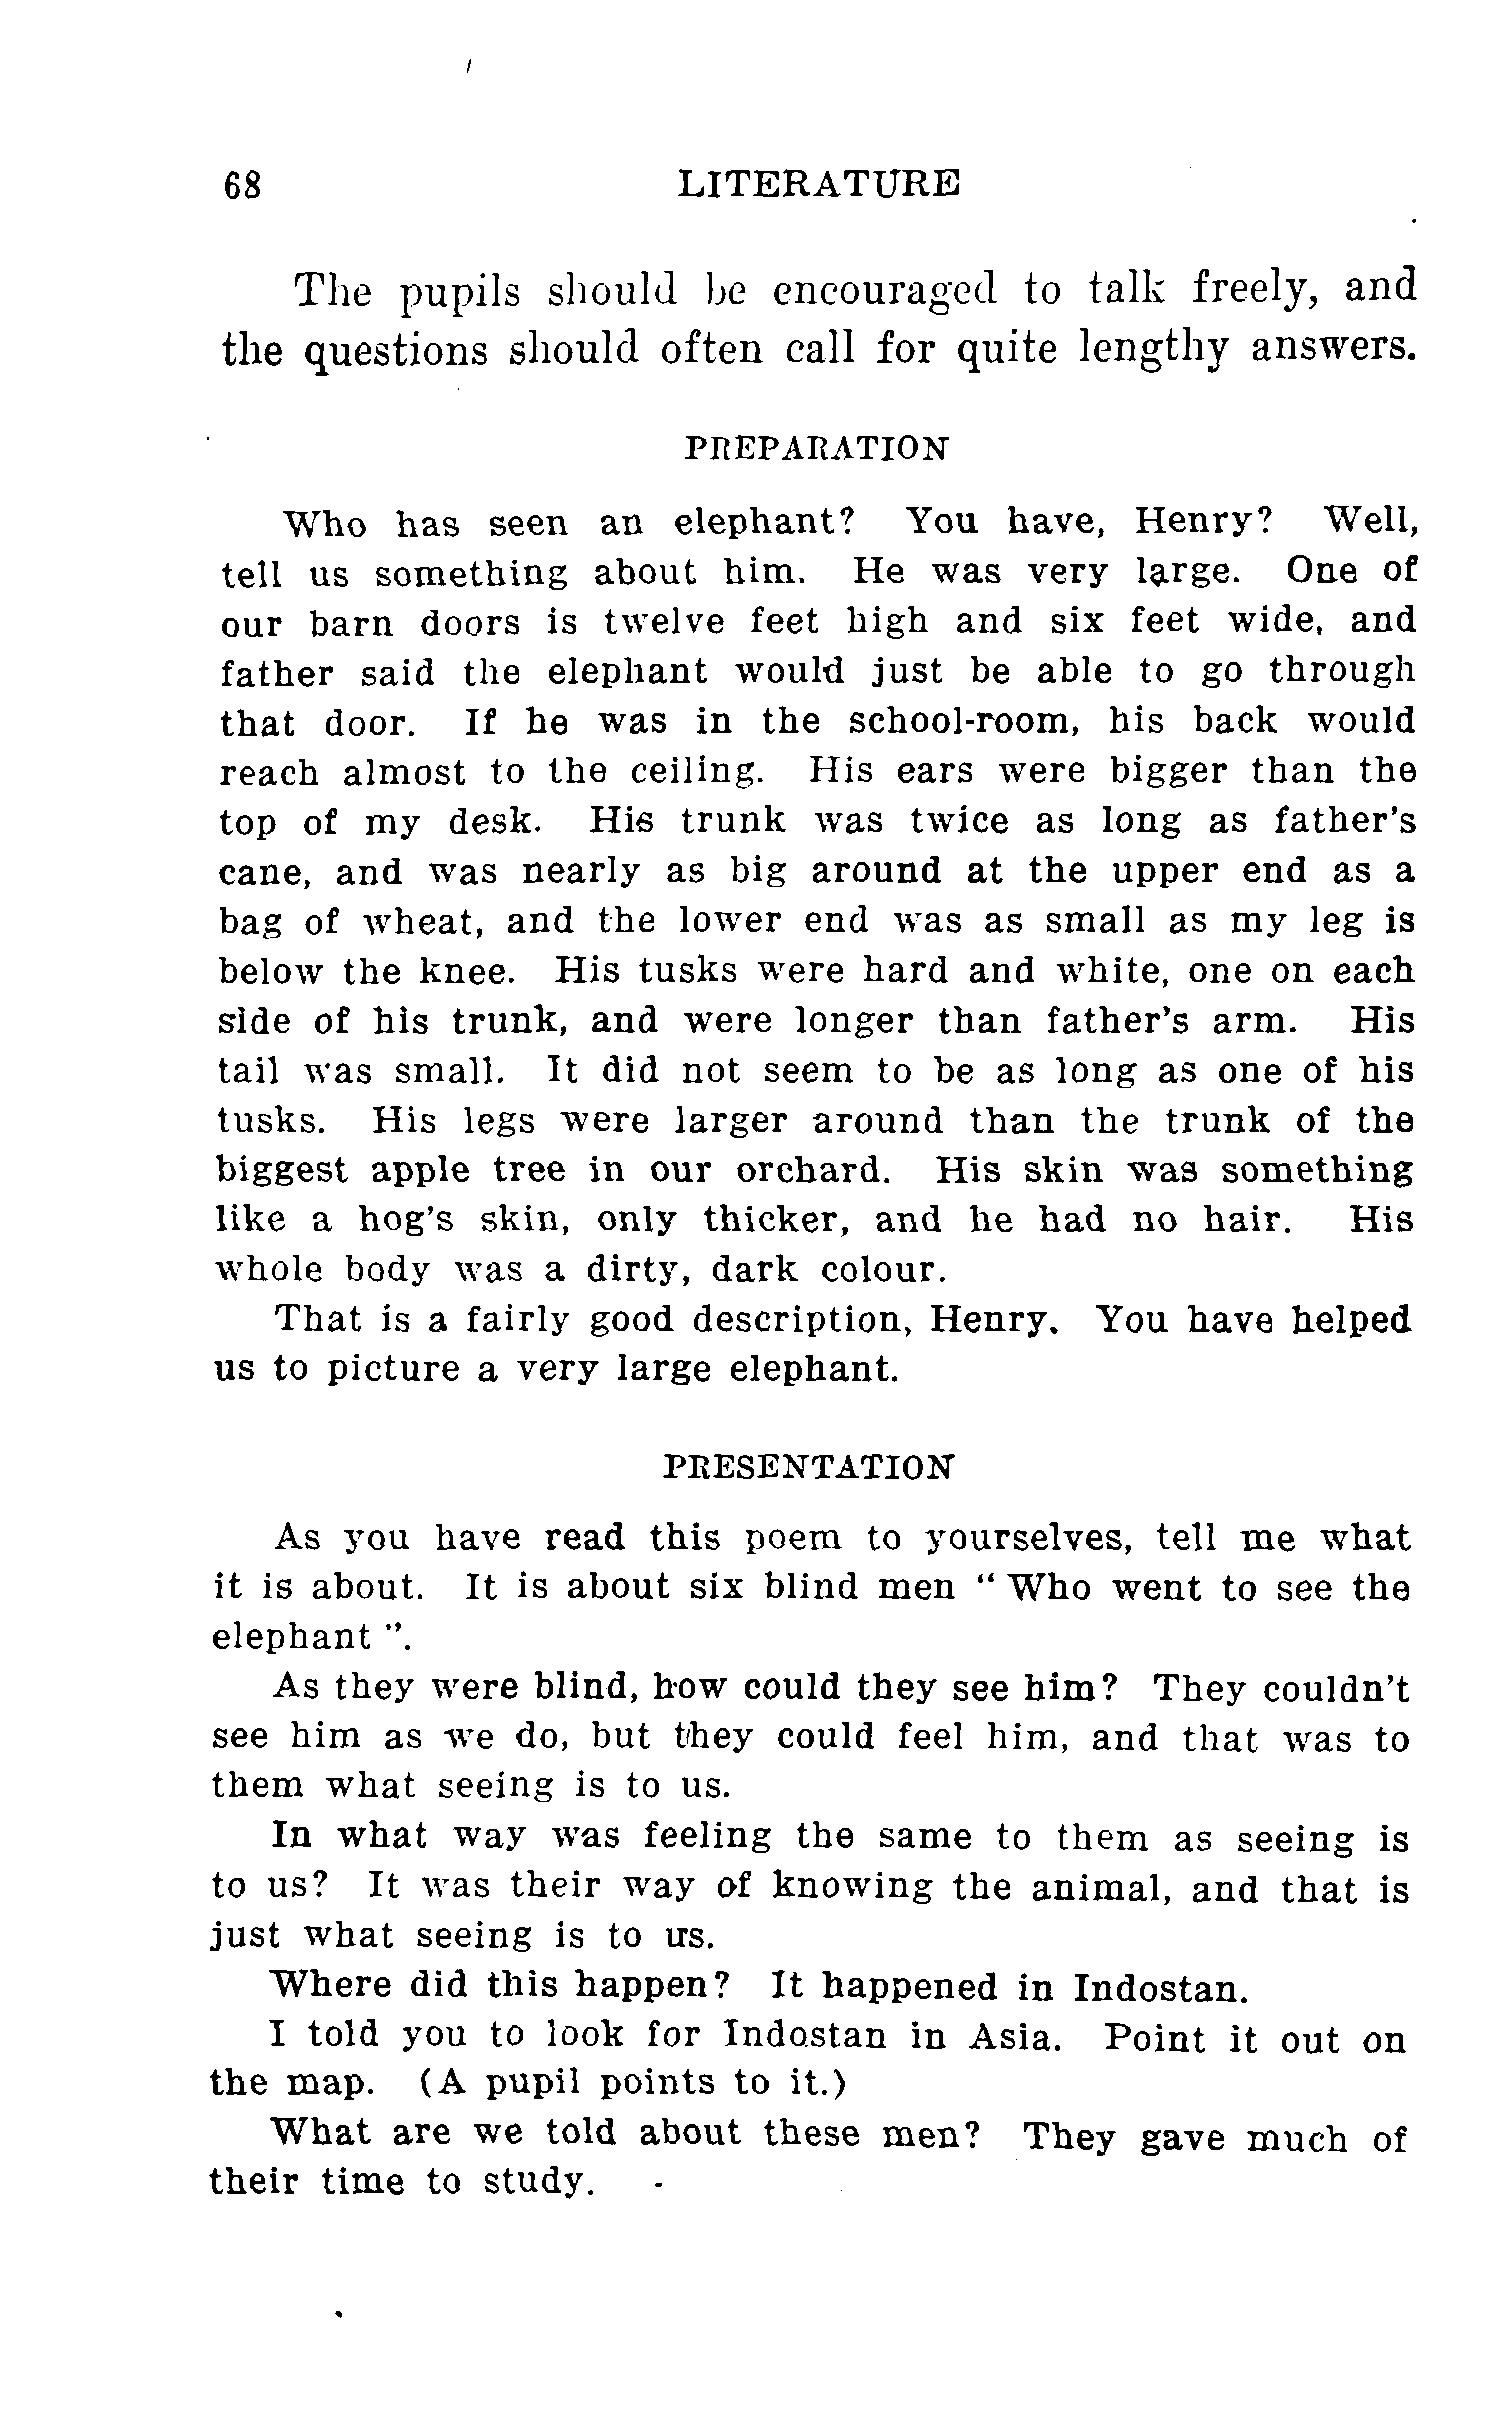 68 LITERATURE
The pupils should be encouraged to talk freely, and
the questions should often call for quite lengthy answers.
PREPARATION
Who has seen an elephant? You have, Henry? Well,
tell us something about him. He was very large. One of
our barn doors is twelve feet high and six feet wide, and
father said the elephant would just be able to go through
that door. If he was in the school-room, his back would
reach almost to the ceiling. His ears were bigger than the
top of my desk. His trunk was twice as long as father's
cane, and was nearly as big around at the upper end as a
bag of wheat, and the lower end was as small as my leg is
below the knee. His tusks were hard and white, one on each
side of his trunk, and were longer than father's arm. His
tail was small. It did not seem to be as long as one of his
tusks. His legs were larger around than the trunk of the
biggest apple tree in our orchard. His skin was something
like a hog's skin, only thicker, and he had no hair. His
whole body was a dirty, dark colour.
That is a fairly good description, Henry. You have helped
us to picture a very large elephant.
PRESENTATION
As you have read this poem to yourselves, tell me what
it is about. It is about six blind men “ Who went to see the
elephant ”.
As they were blind, how could they see him? They couldn't
see him as we do, but they could feel him, and that was to
them what seeing is to us.
In what way was feeling the same to them as seeing is
to us? It was their way of knowing the animal, and that is
just what seeing is to us.
Where did this happen? It happened in Indostan.
I told you to look for Indostan in Asia. Point it out on
the map. (A pupil points to it.)
What are we told about these men? They gave much of
their time to study.